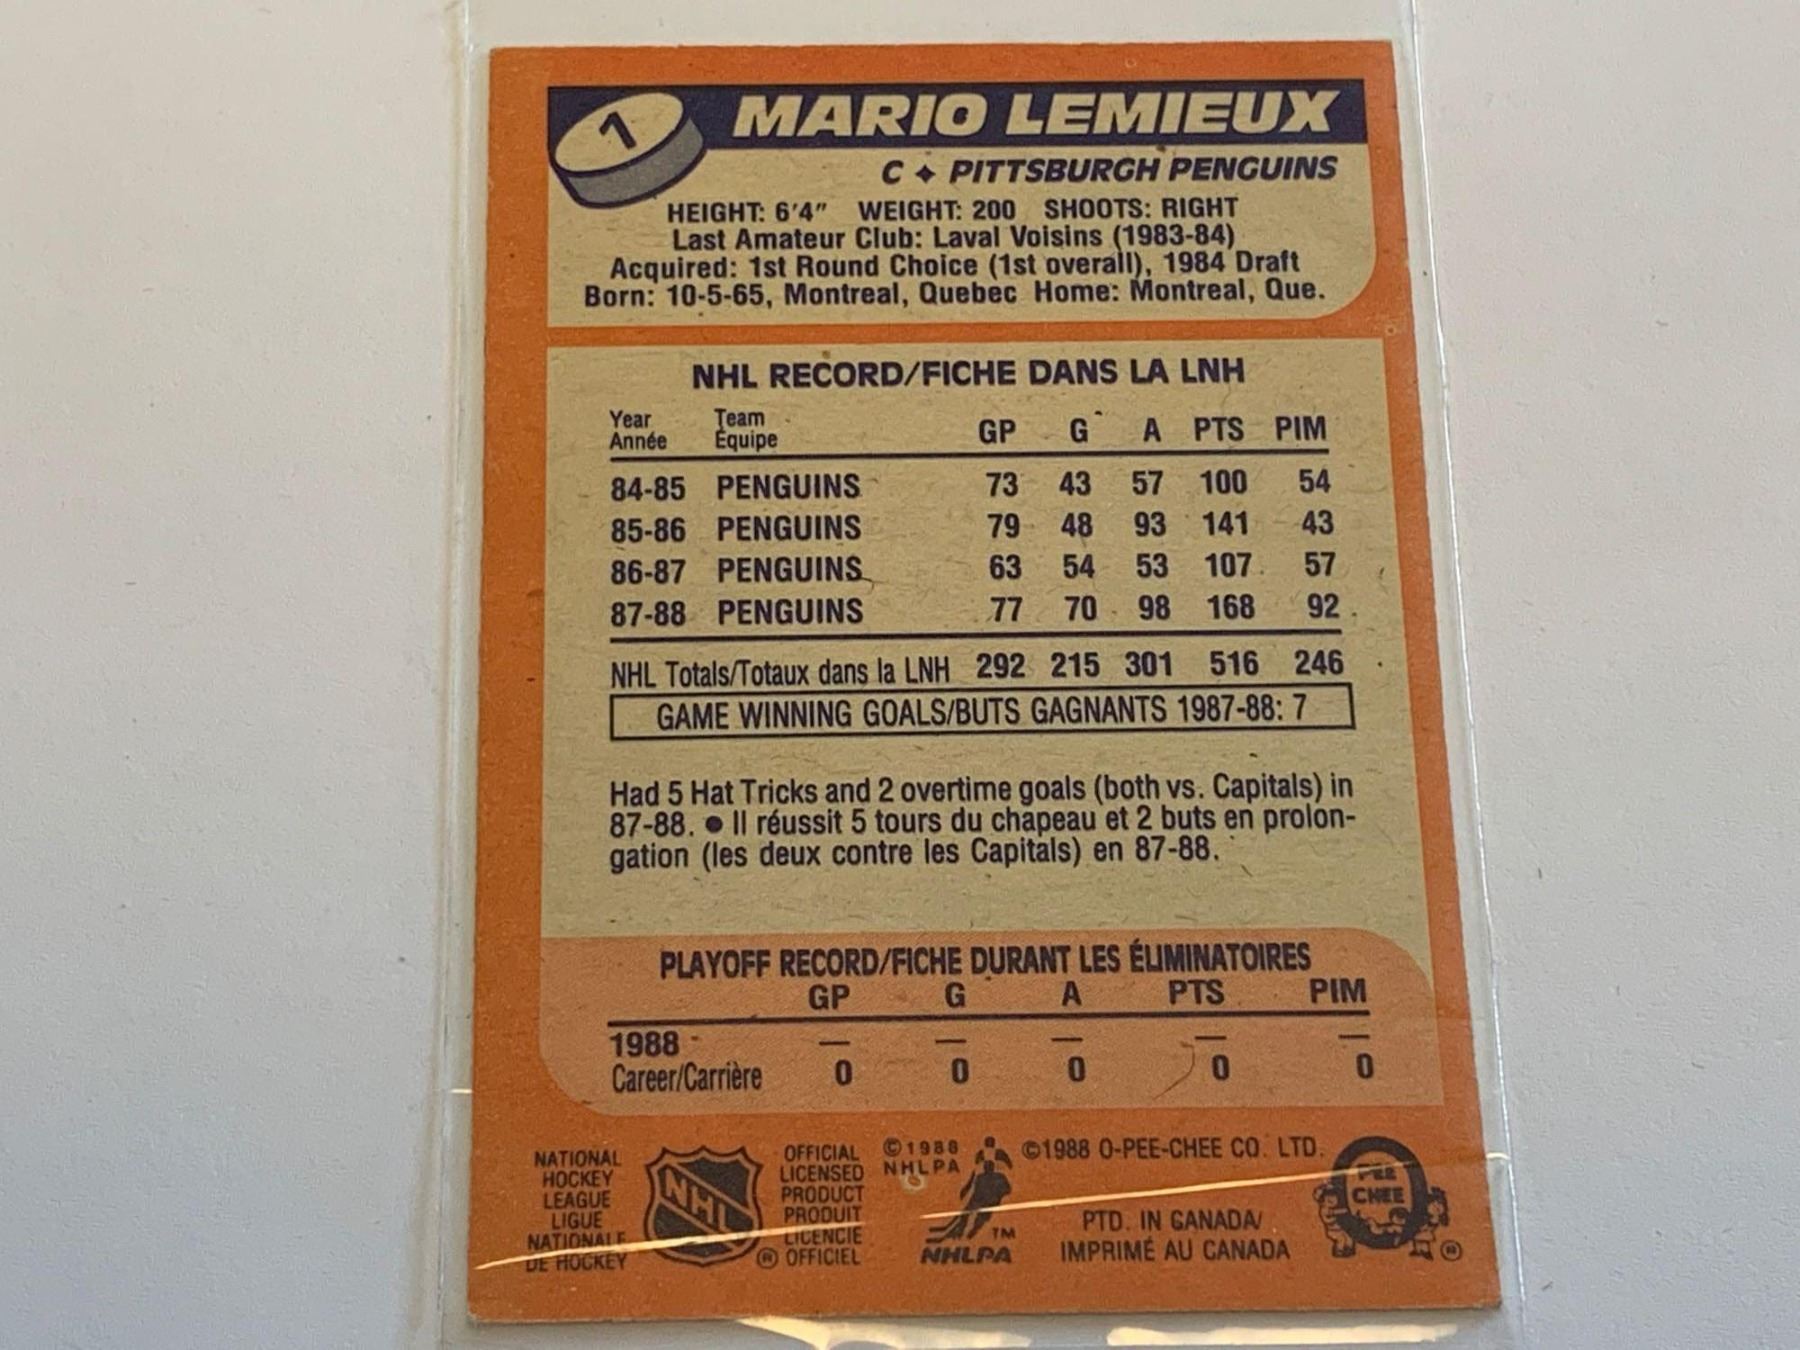 1
MARIO LEMIEUX
C ✦ PITTSBURGH PENGUINS
HEIGHT: 6'4" WEIGHT: 200 SHOOTS: RIGHT
Last Amateur Club: Laval Voisins (1983-84)
Acquired: 1st Round Choice (1st overall), 1984 Draft
Born: 10-5-65, Montreal, Quebec Home: Montreal, Que.
NHL RECORD/FICHE DANS LA LNH
Year Team
Année Équipe GP G A PTS PIM
84-85 PENGUINS 73 43 57 100 54
85-86 PENGUINS 79 48 93 141 43
86-87 PENGUINS 63 54 53 107 57
87-88 PENGUINS 77 70 98 168 92
NHL Totals/Totaux dans la LNH 292 215 301 516 246
GAME WINNING GOALS/BUTS GAGNANTS 1987-88: 7
Had 5 Hat Tricks and 2 overtime goals (both vs. Capitals) in
87-88. ● Il réussit 5 tours du chapeau et 2 buts en prolon-
gation (les deux contre les Capitals) en 87-88.
PLAYOFF RECORD/FICHE DURANT LES ÉLIMINATOIRES
GP G A PTS PIM
1988 — — — — —
Career/Carrière 0 0 0 0 0
NATIONAL
HOCKEY
LEAGUE
LIGUE
NATIONALE
DE HOCKEY
NHL
®
OFFICIAL
LICENSED
PRODUCT
PRODUIT
LICENCIE
OFFICIEL
©1988
NHLPA
TM
NHLPA
©1988 O-PEE-CHEE CO. LTD.
PTD. IN CANADA/
IMPRIMÉ AU CANADA
O
PEE
CHEE
®